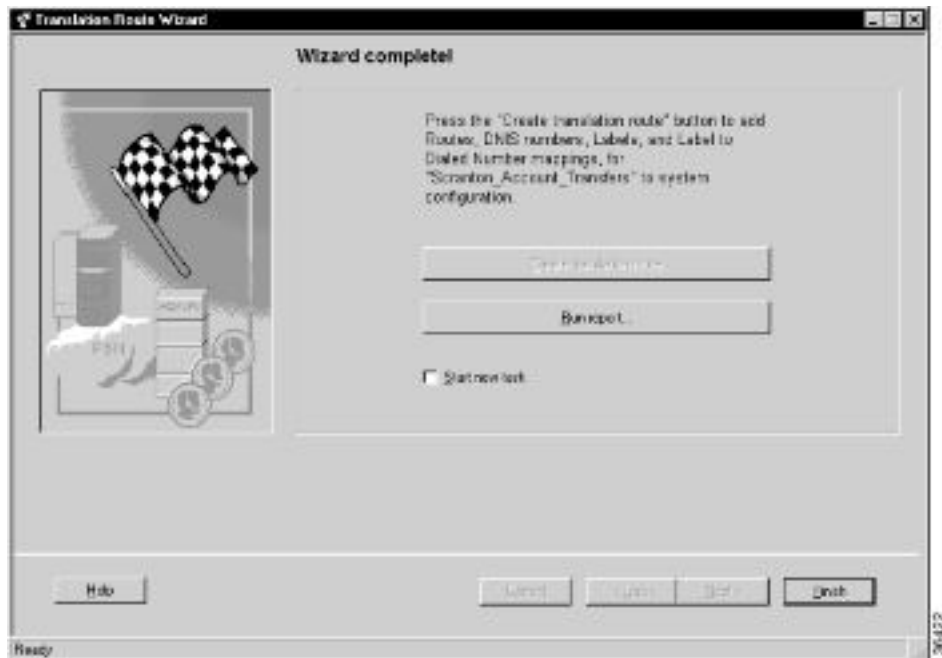 Translation Route Wizard
Wizard complete!
Press the "Create translation route" button to add
Routes, DNIS numbers, Labels, and Label to
Dialed Number mappings, for
"Scranton_Account_Transfers" to system
configuration.
Run report...
Start new task
Help
Cancel
Next >
Finish
Ready